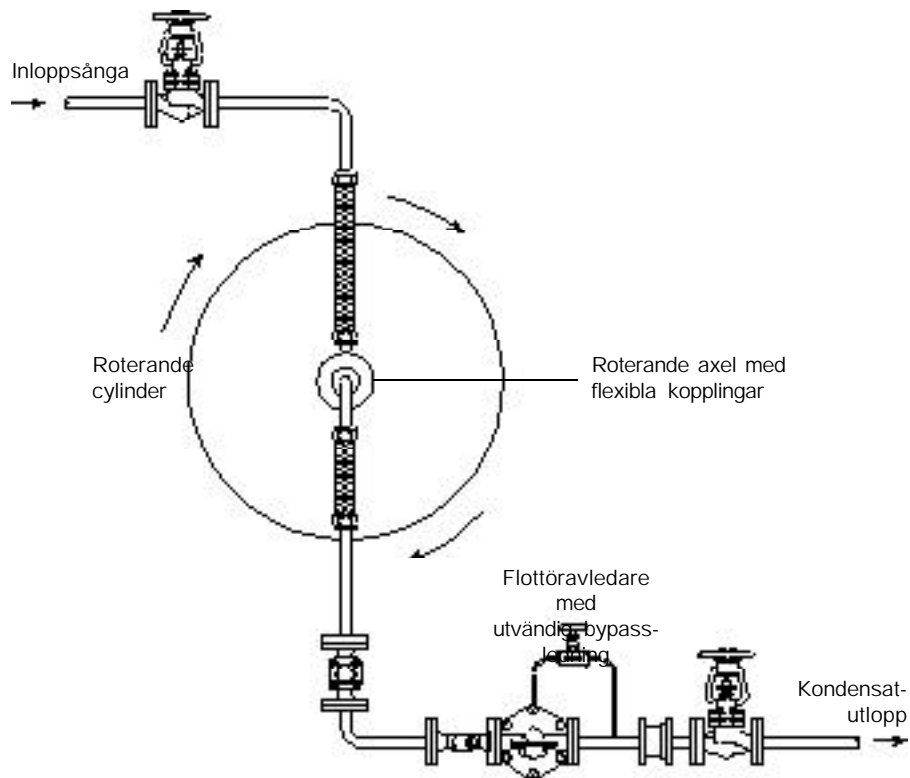 Inloppsånga
Roterande
cylinder
Roterande axel med
flexibla kopplingar
Flottöravledare
med
utvändig bypass-
ledning
Kondensat-
utlopp